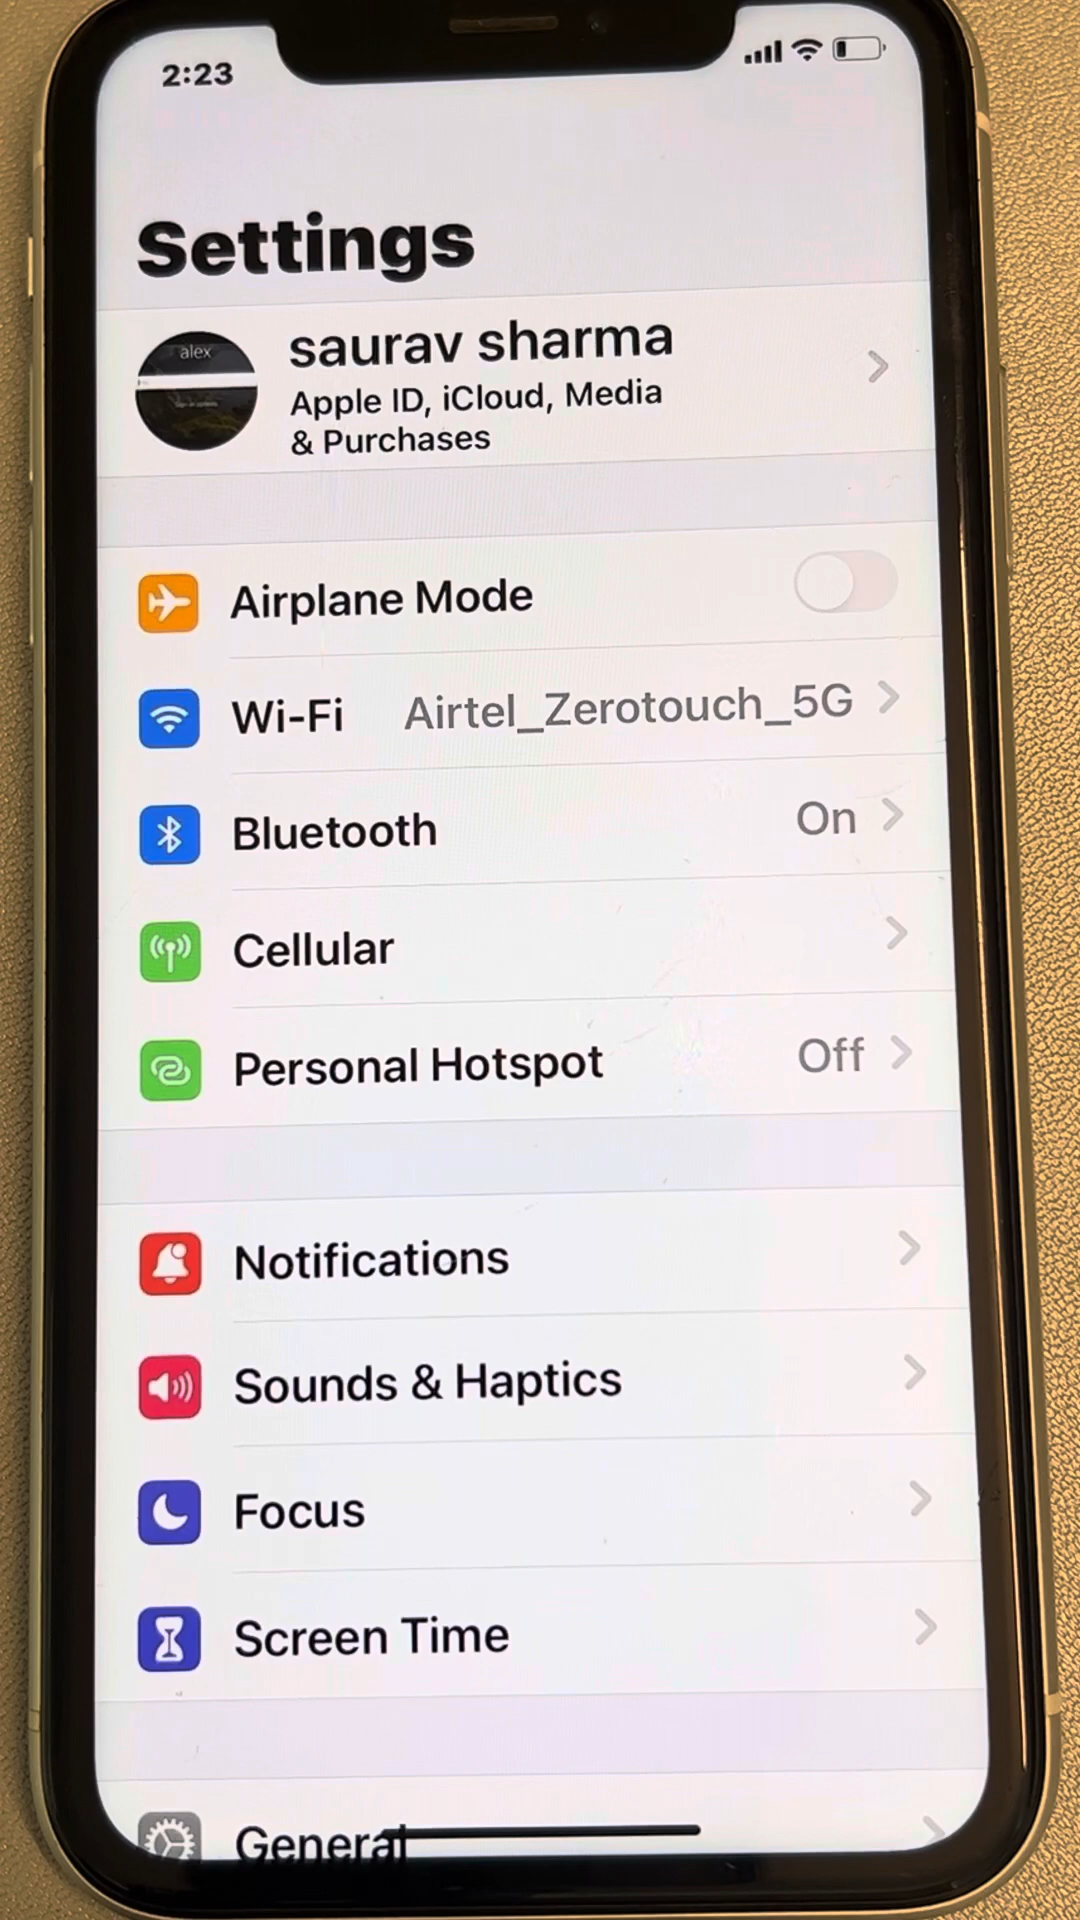 2:23
Settings
alex
saurav sharma
Apple ID, iCloud, Media
& Purchases
Airplane Mode
Wi-Fi Airtel_Zerotouch_5G
Bluetooth On
Cellular
Personal Hotspot Off
Notifications
Sounds & Haptics
Focus
Screen Time
General